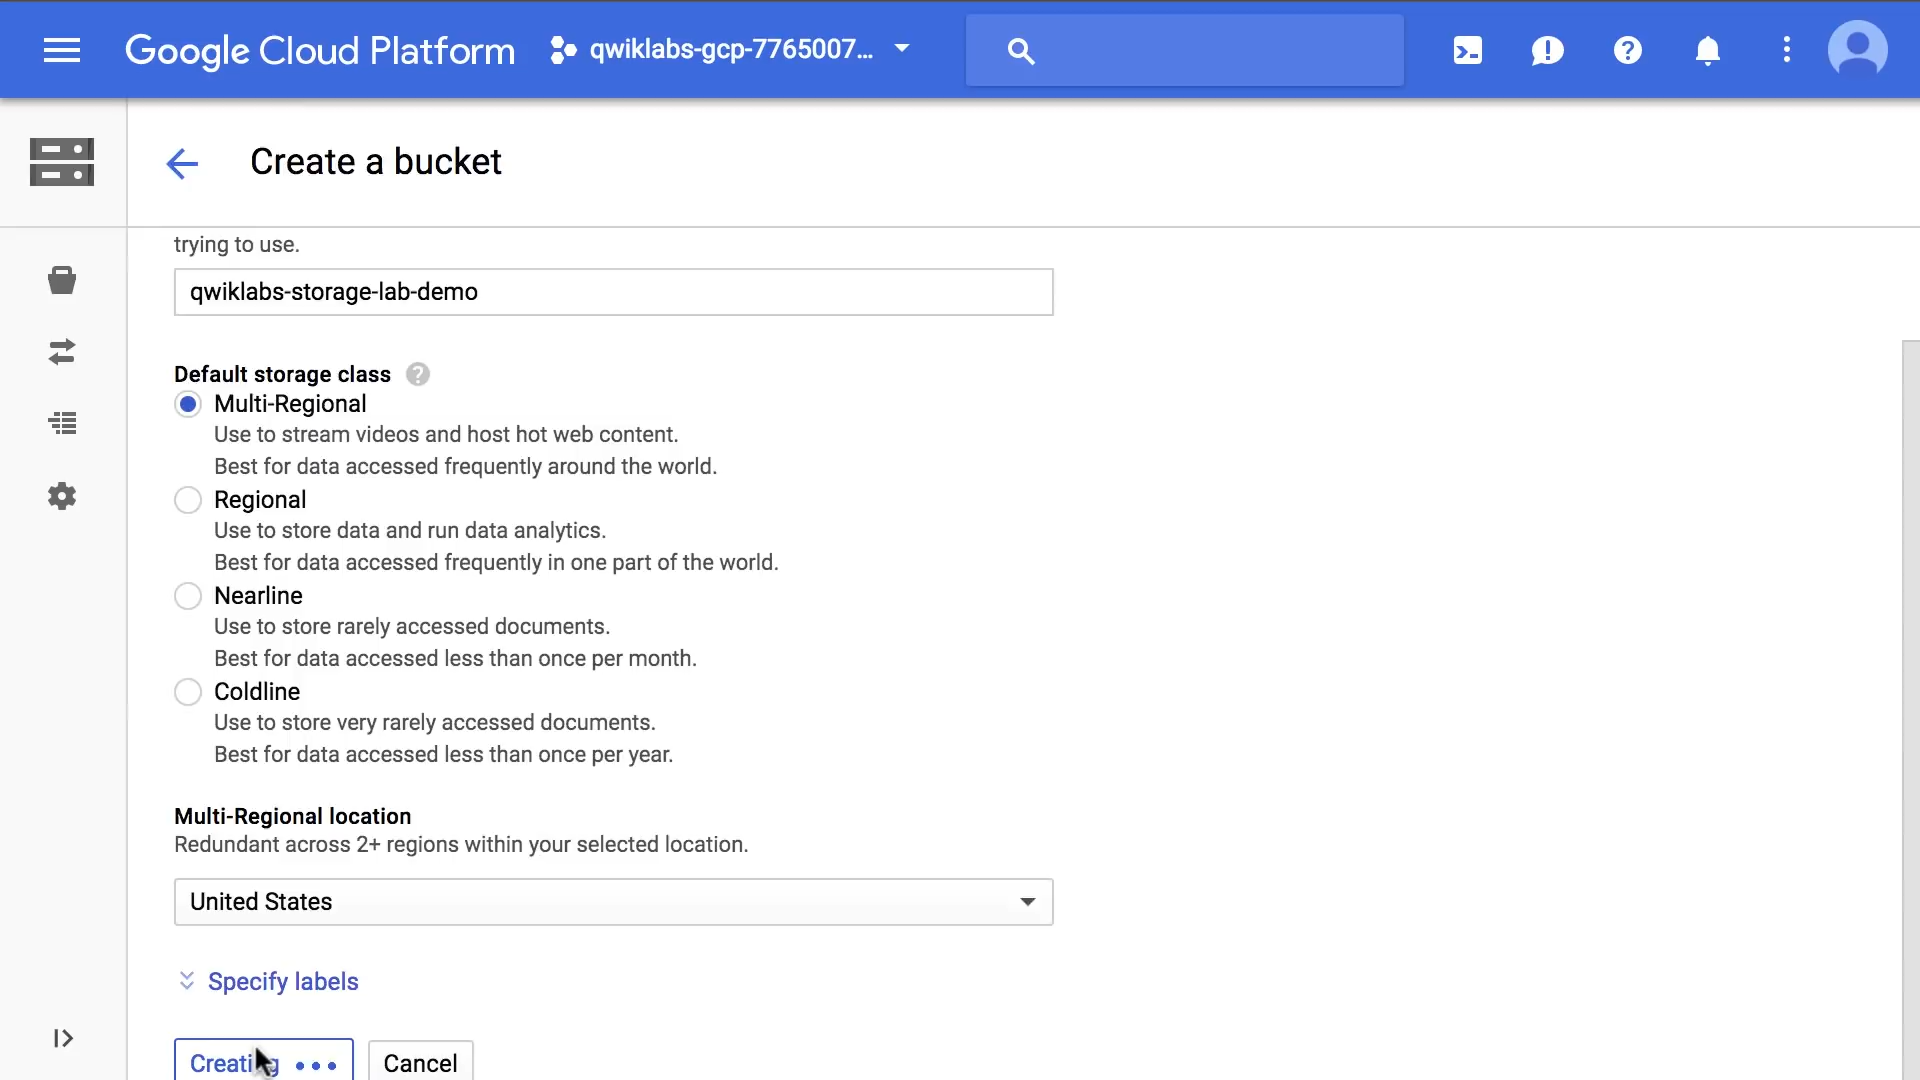 Google Cloud Platform
qwiklabs-gcp-7765007...
Create a bucket
trying to use.
qwiklabs-storage-lab-demo
Default storage class
Multi-Regional
Use to stream videos and host hot web content.
Best for data accessed frequently around the world.
Regional
Use to store data and run data analytics.
Best for data accessed frequently in one part of the world.
Nearline
Use to store rarely accessed documents.
Best for data accessed less than once per month.
Coldline
Use to store very rarely accessed documents.
Best for data accessed less than once per year.
Multi-Regional location
Redundant across 2+ regions within your selected location.
United States
Specify labels
Creating
Cancel